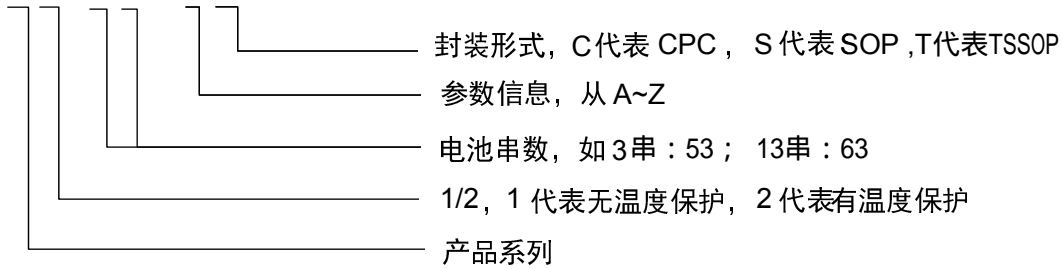 封装形式，C代表 CPC，S 代表 SOP ,T代表TSSOP
参数信息，从 A~Z
电池串数，如 3串：53； 13串：63
1/2，1 代表无温度保护，2 代表有温度保护
产品系列